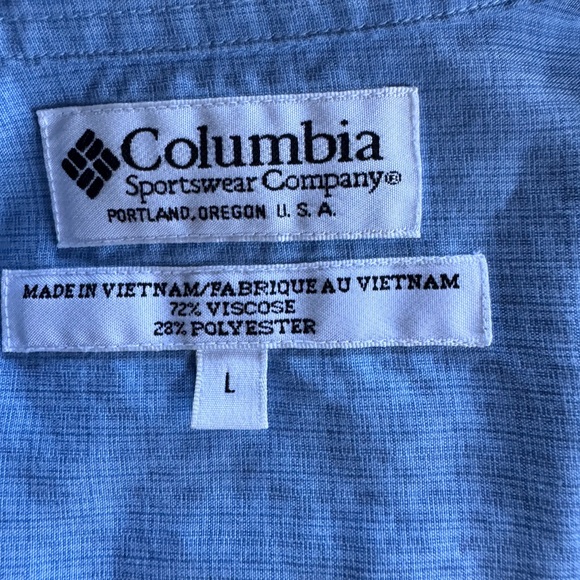 Columbia
Sportswear Company®
PORTLAND, OREGON U.S.A.
MADE IN VIETNAM/FABRIQUE AU VIETNAM
72% VISCOSE
28% POLYESTER
L